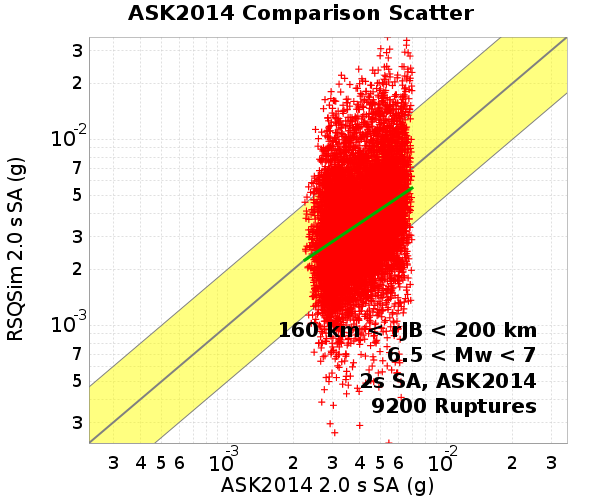 ASK2014 Comparison Scatter
RSQSim 2.0 s SA (g)
3
2
10-2
7
5
3
2
10-3
7
5
3
160 km < rJB < 200 km
6.5 < Mw < 7
2s SA, ASK2014
9200 Ruptures
3 4 5 6 10-3 2 3 4 5 6 10-2 2 3
ASK2014 2.0 s SA (g)